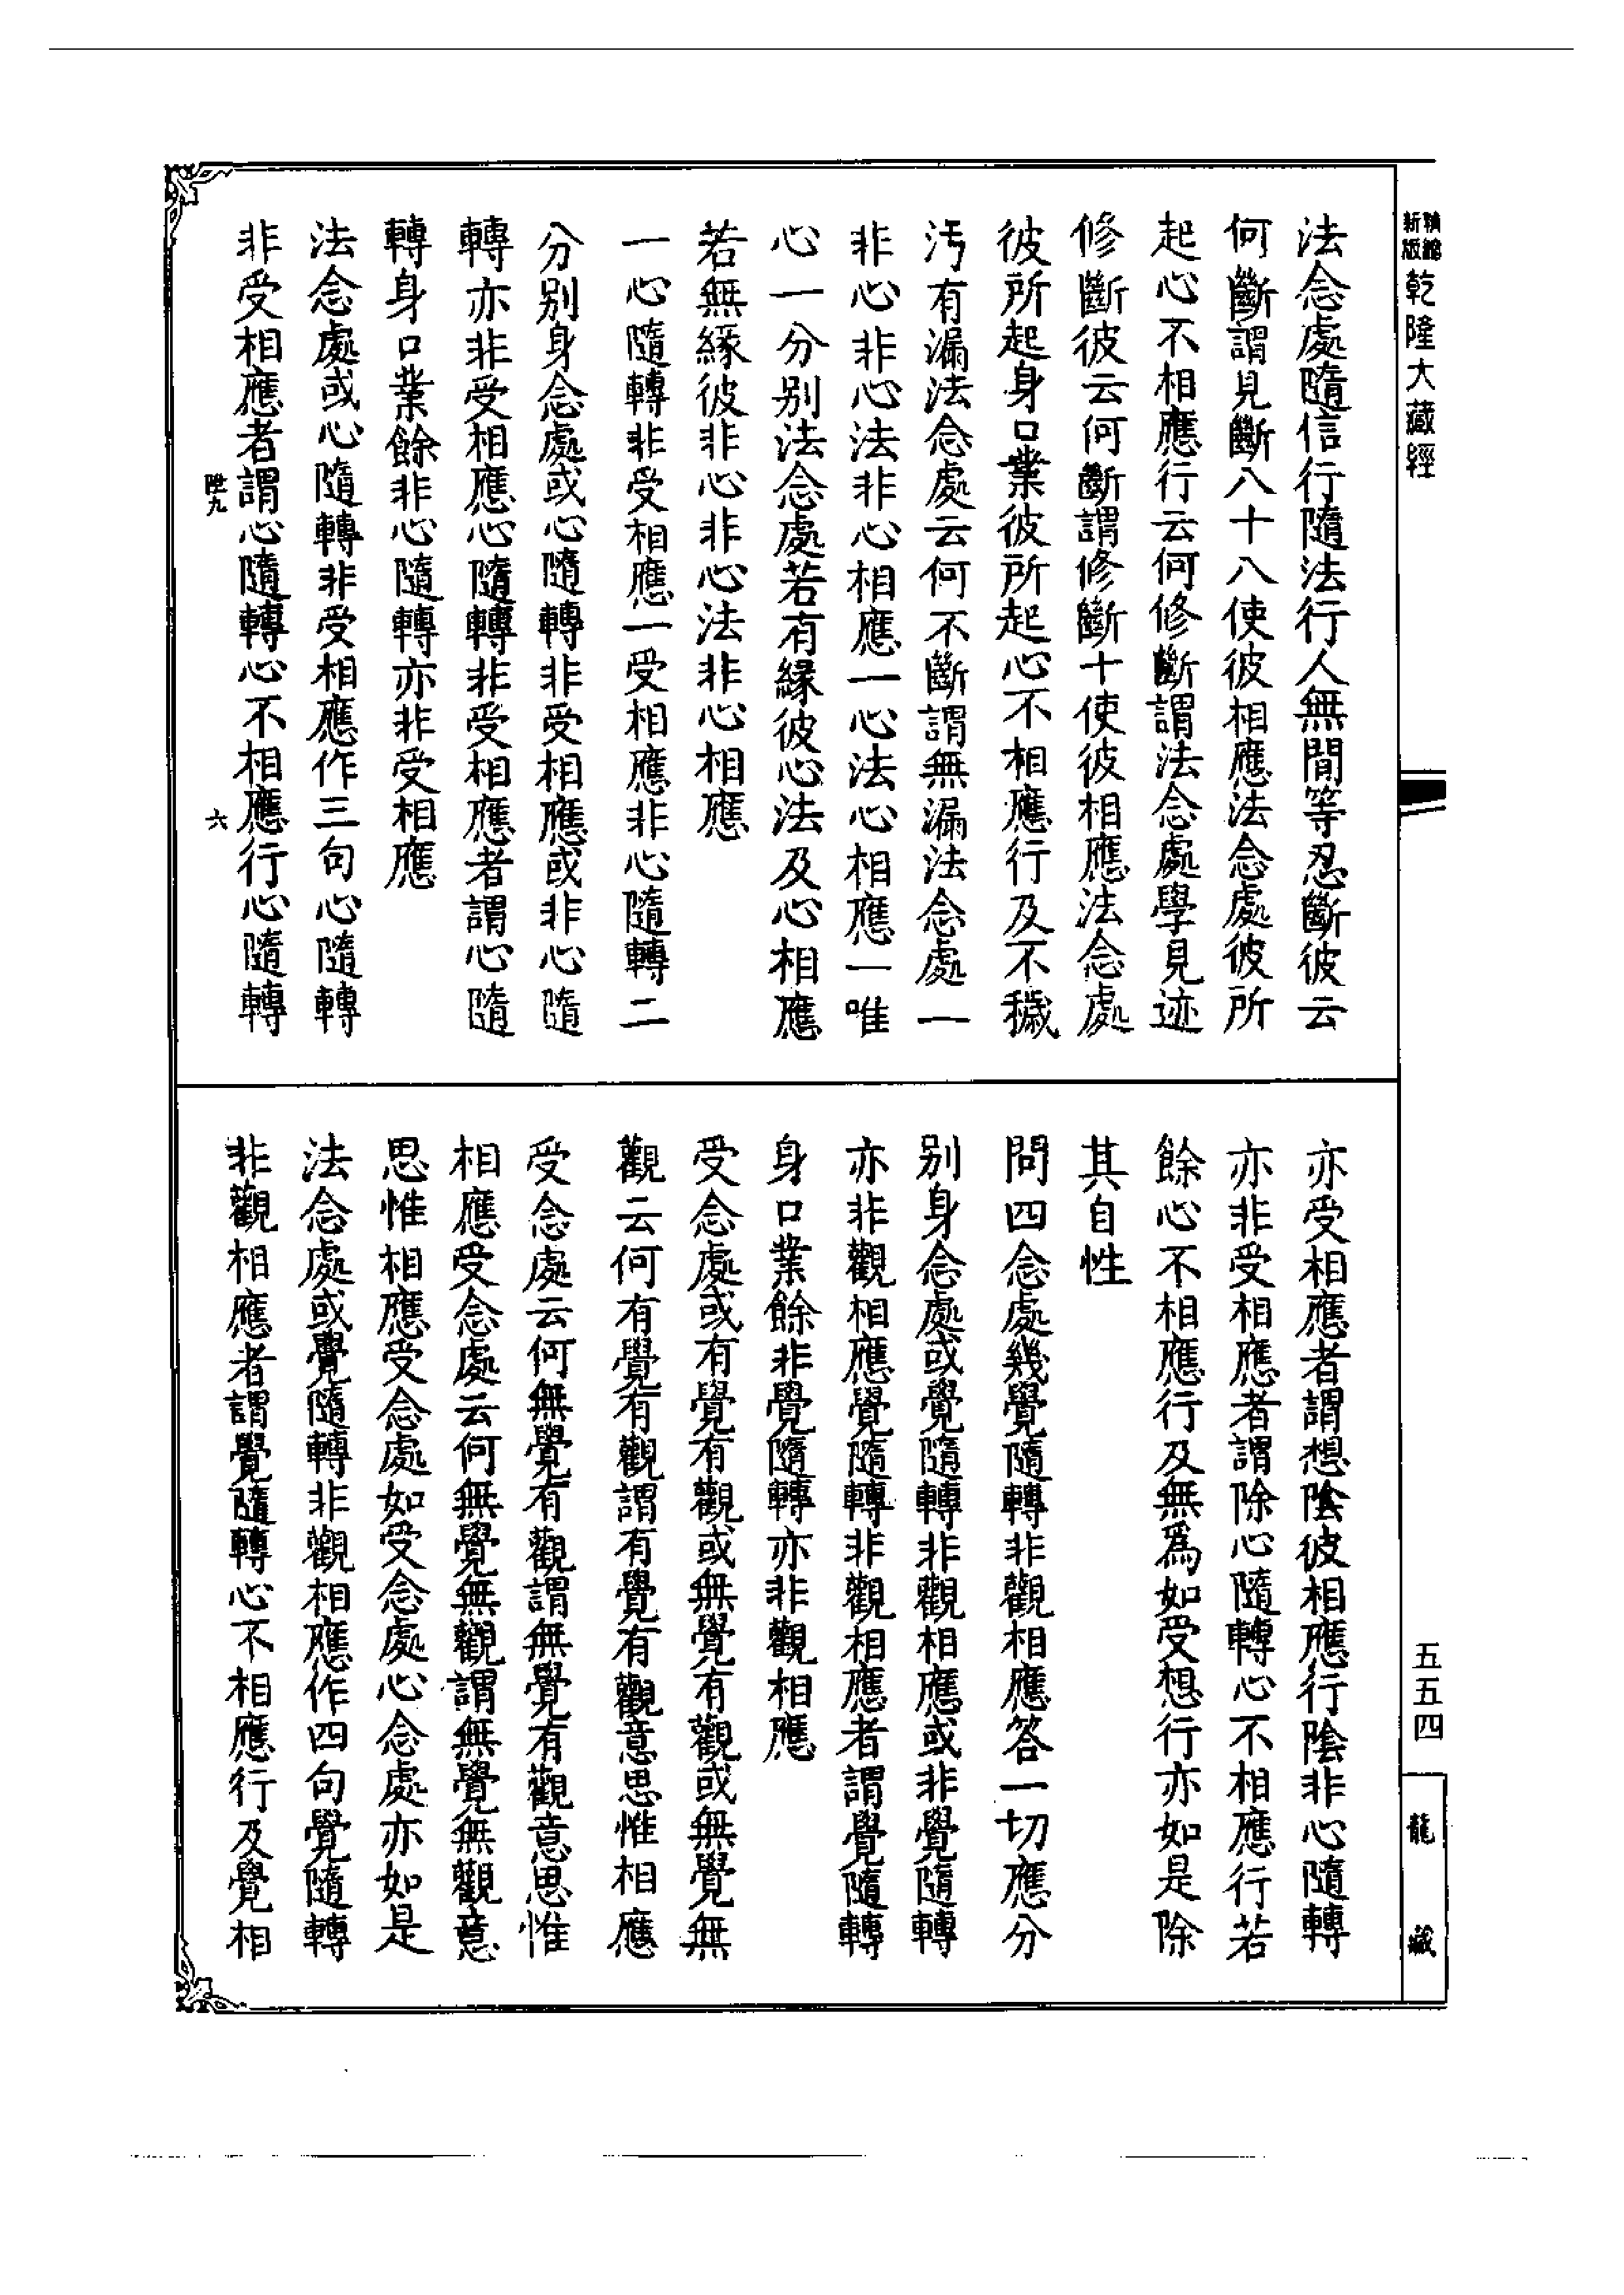 精縮
新版
乾隆大藏經
法念處隨信行隨法行人無間等忍斷彼云
何斷謂見斷八十八使彼相應法念處彼所
起心不相應行云何修斷謂法念處學見迹
修斷彼云何斷謂修斷十使彼相應法念處
彼所起身口業彼所起心不相應行及不穢
汚有漏法念處云何不斷謂無漏法念處一
非心非心法非心相應一心法心相應一唯
心一分别法念處若有緣彼心法及心相應
若無緣彼非心非心法非心相應
一心隨轉非受相應一受相應非心隨轉二
分别身念處或心隨轉非受相應或非心隨
轉亦非受相應心隨轉非受相應者謂心隨
轉身口業餘非心隨轉亦非受相應
法念處或心隨轉非受相應作三句心隨轉
非受相應者謂心隨轉心不相應行心隨轉
陞九
六
亦受相應者謂想陰彼相應行陰非心隨轉
亦非受相應者謂除心隨轉心不相應行若
餘心不相應行及無爲如受想行亦如是除
其自性
問四念處幾覺隨轉非觀相應答一切應分
别身念處或覺隨轉非觀相應或非覺隨轉
亦非觀相應覺隨轉非觀相應者謂覺隨轉
身口業餘非覺隨轉亦非觀相應
受念處或有覺有觀或無覺有觀或無覺無
觀云何有覺有觀謂有覺有觀意思惟相應
受念處云何無覺有觀謂無覺有觀意思惟
相應受念處云何無覺無觀謂無覺無觀意
思惟相應受念處如受念處心念處亦如是
法念處或覺隨轉非觀相應作四句覺隨轉
非觀相應者謂覺隨轉心不相應行及覺相
五五四
龍藏